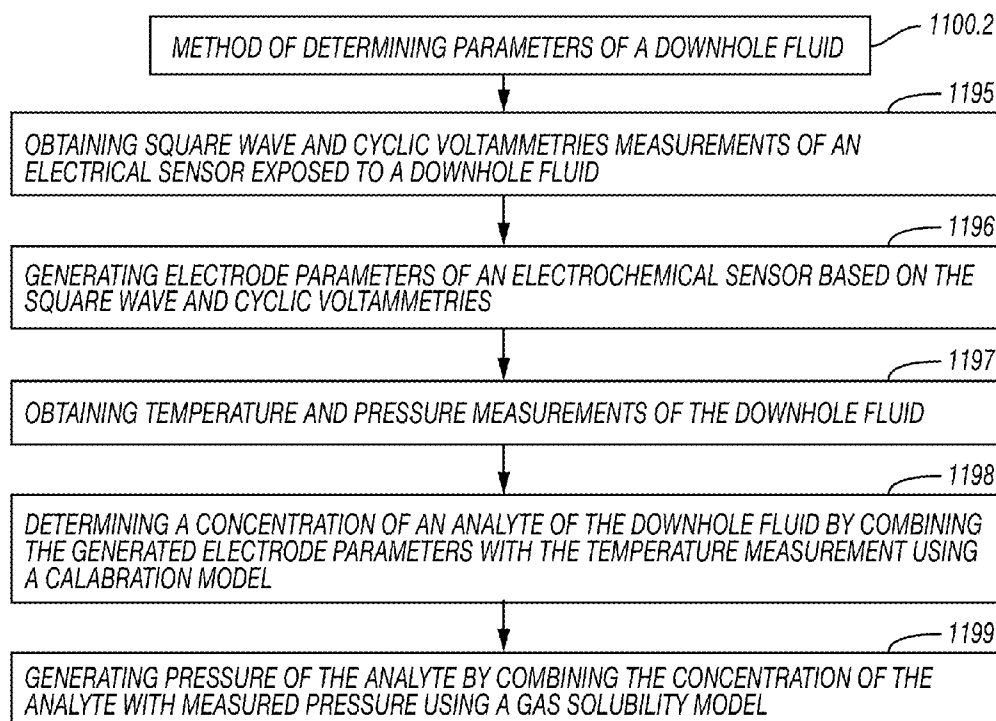 METHOD OF DETERMINING PARAMETERS OF A DOWNHOLE FLUID
1100.2
1195
OBTAINING SQUARE WAVE AND CYCLIC VOLTAMMETRIES MEASUREMENTS OF AN
ELECTRICAL SENSOR EXPOSED TO A DOWNHOLE FLUID
1196
GENERATING ELECTRODE PARAMETERS OF AN ELECTROCHEMICAL SENSOR BASED ON THE
SQUARE WAVE AND CYCLIC VOLTAMMETRIES
1197
OBTAINING TEMPERATURE AND PRESSURE MEASUREMENTS OF THE DOWNHOLE FLUID
1198
DETERMINING A CONCENTRATION OF AN ANALYTE OF THE DOWNHOLE FLUID BY COMBINING
THE GENERATED ELECTRODE PARAMETERS WITH THE TEMPERATURE MEASUREMENT USING
A CALABRATION MODEL
1199
GENERATING PRESSURE OF THE ANALYTE BY COMBINING THE CONCENTRATION OF THE
ANALYTE WITH MEASURED PRESSURE USING A GAS SOLUBILITY MODEL